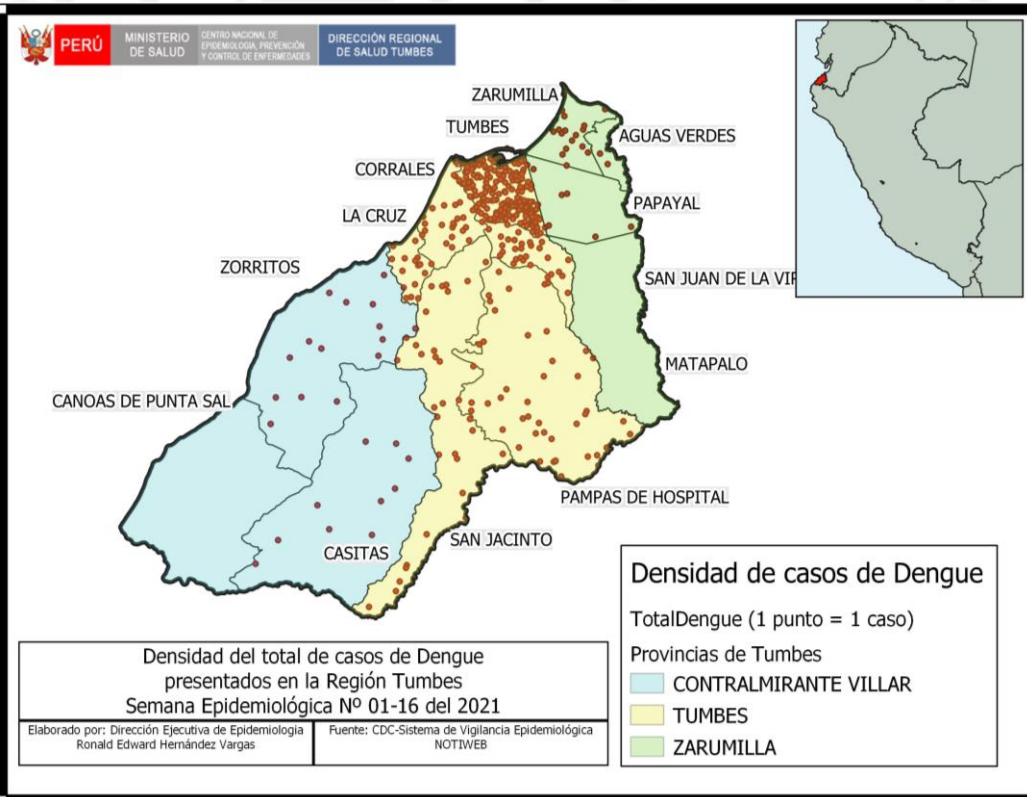 PERÚ
MINISTERIO
DE SALUD
CENTRO NACIONAL DE
EPIDEMIOLOGÍA, PREVENCIÓN
Y CONTROL DE ENFERMEDADES
DIRECCIÓN REGIONAL
DE SALUD TUMBES
ZARUMILLA
TUMBES
AGUAS VERDES
CORRALES
PAPAYAL
LA CRUZ
ZORRITOS
SAN JUAN DE LA VIR
MATAPALO
CANOAS DE PUNTA SAL
PAMPAS DE HOSPITAL
SAN JACINTO
CASITAS
Densidad de casos de Dengue
TotalDengue (1 punto = 1 caso)
Provincias de Tumbes
CONTRALMIRANTE VILLAR
TUMBES
ZARUMILLA
Densidad del total de casos de Dengue
presentados en la Región Tumbes
Semana Epidemiológica Nº 01-16 del 2021
Elaborado por: Dirección Ejecutiva de Epidemiologia
Ronald Edward Hernández Vargas
Fuente: CDC-Sistema de Vigilancia Epidemiológica
NOTIWEB